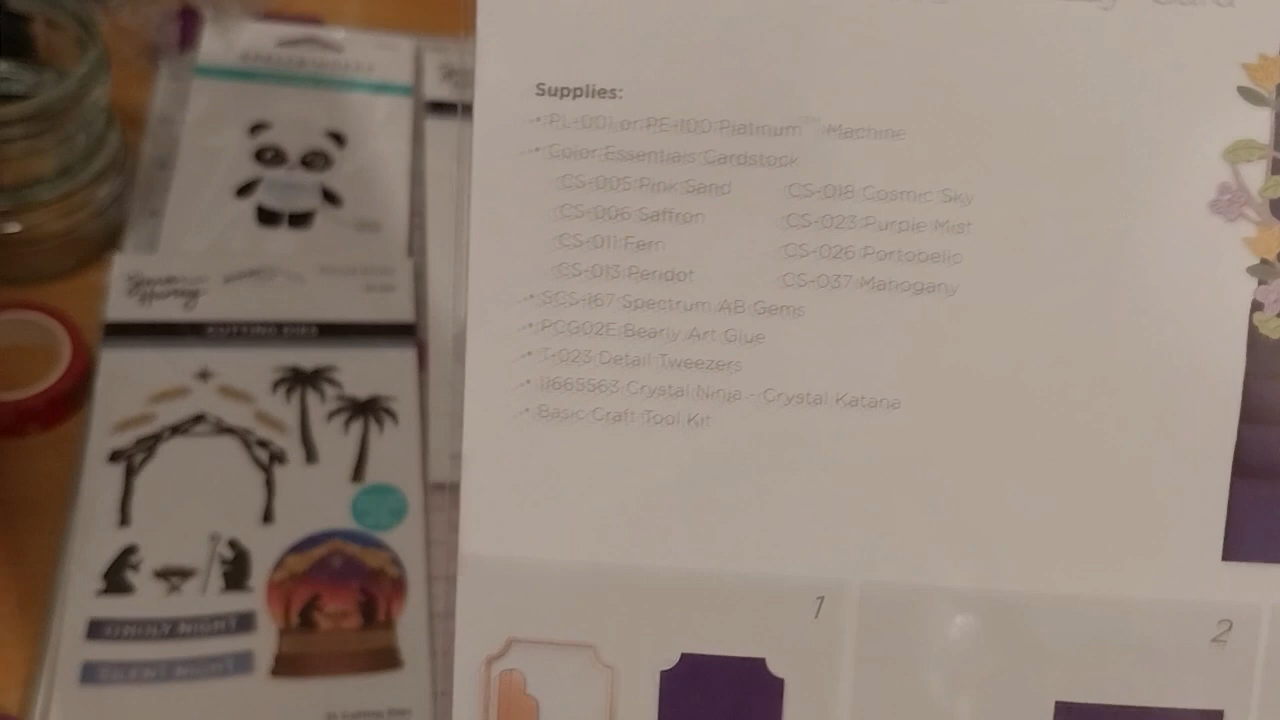 Card
Supplies:
• PL-001 or PE-100 Platinum™ Machine
• Color Essentials Cardstock
CS-005 Pink Sand CS-018 Cosmic Sky
CS-006 Saffron CS-023 Purple Mist
CS-011 Fern CS-026 Portobello
CS-013 Peridot CS-037 Mahogany
• SCS-167 Spectrum AB Gems
• PCG02E Bearly Art Glue
• T-023 Detail Tweezers
• 11665563 Crystal Ninja - Crystal Katana
• Basic Craft Tool Kit
1
2
CUTTING DIES
O HOLY NIGHT
SILENT NIGHT